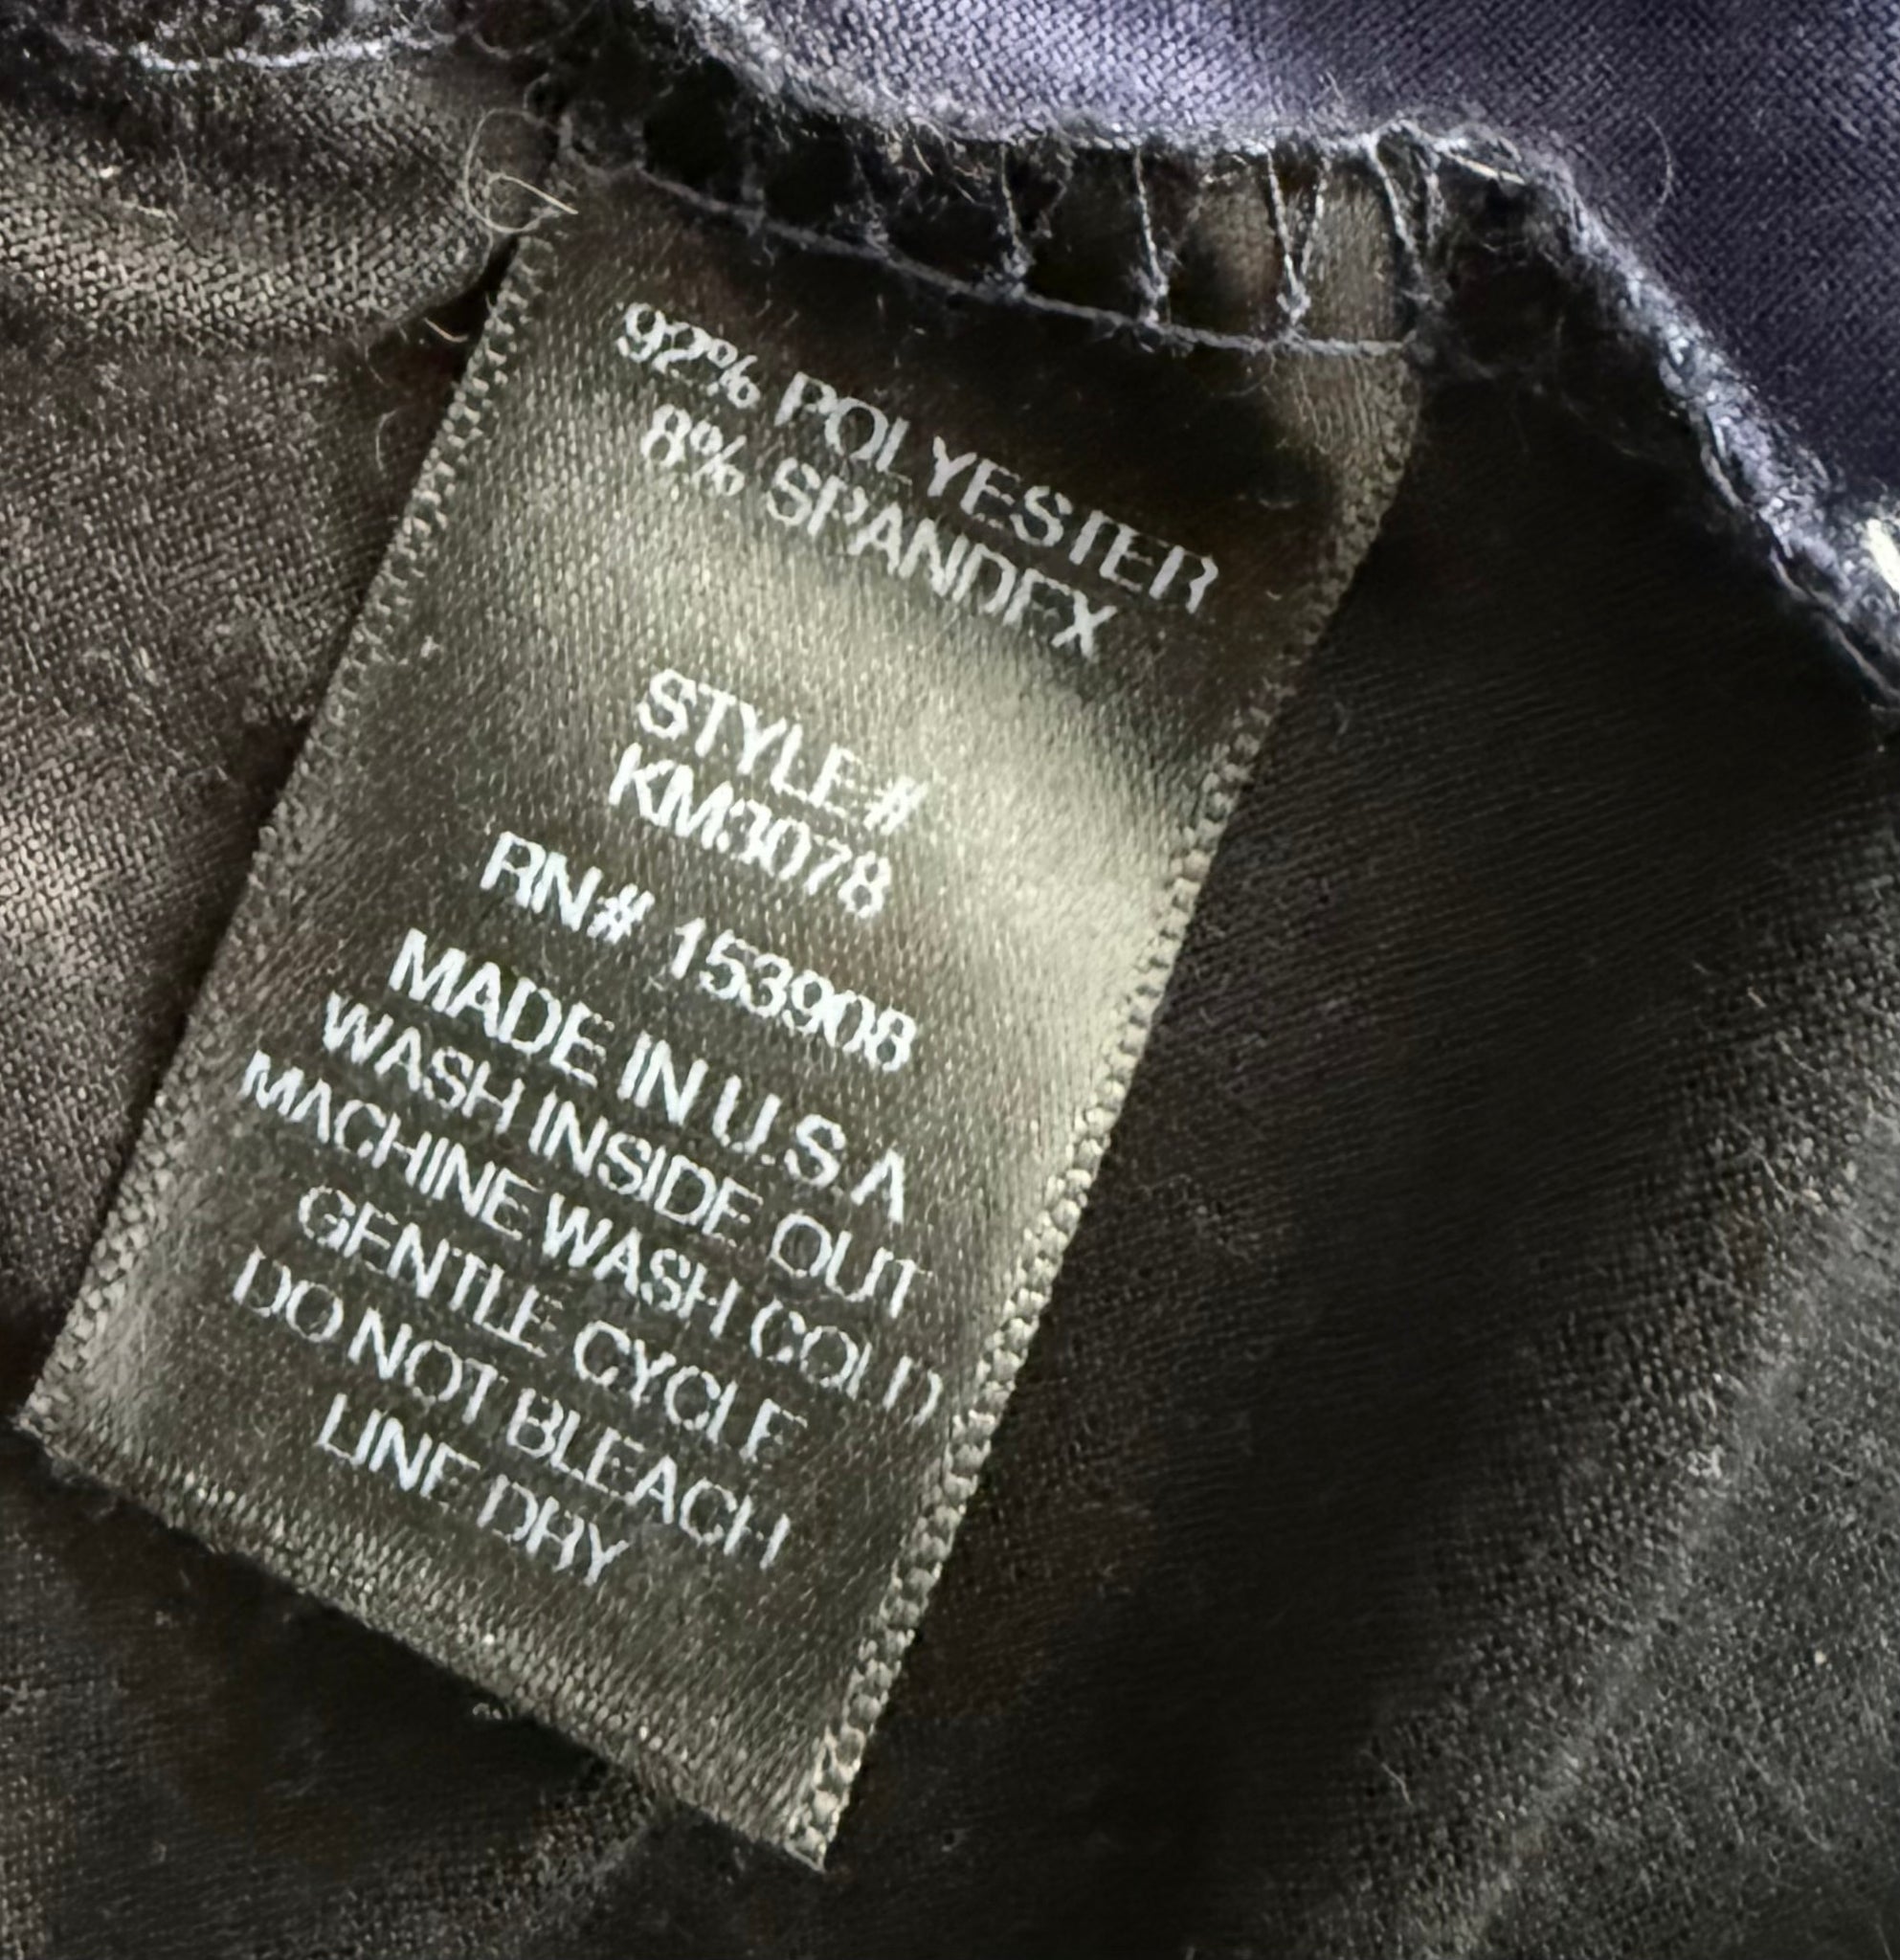 92% POLYESTER
8% SPANDEX
STYLE#
KM3078
RN# 153908
MADE IN U.S.A
WASH INSIDE OUT
MACHINE WASH COLD
GENTLE CYCLE
DO NOT BLEACH
LINE DRY